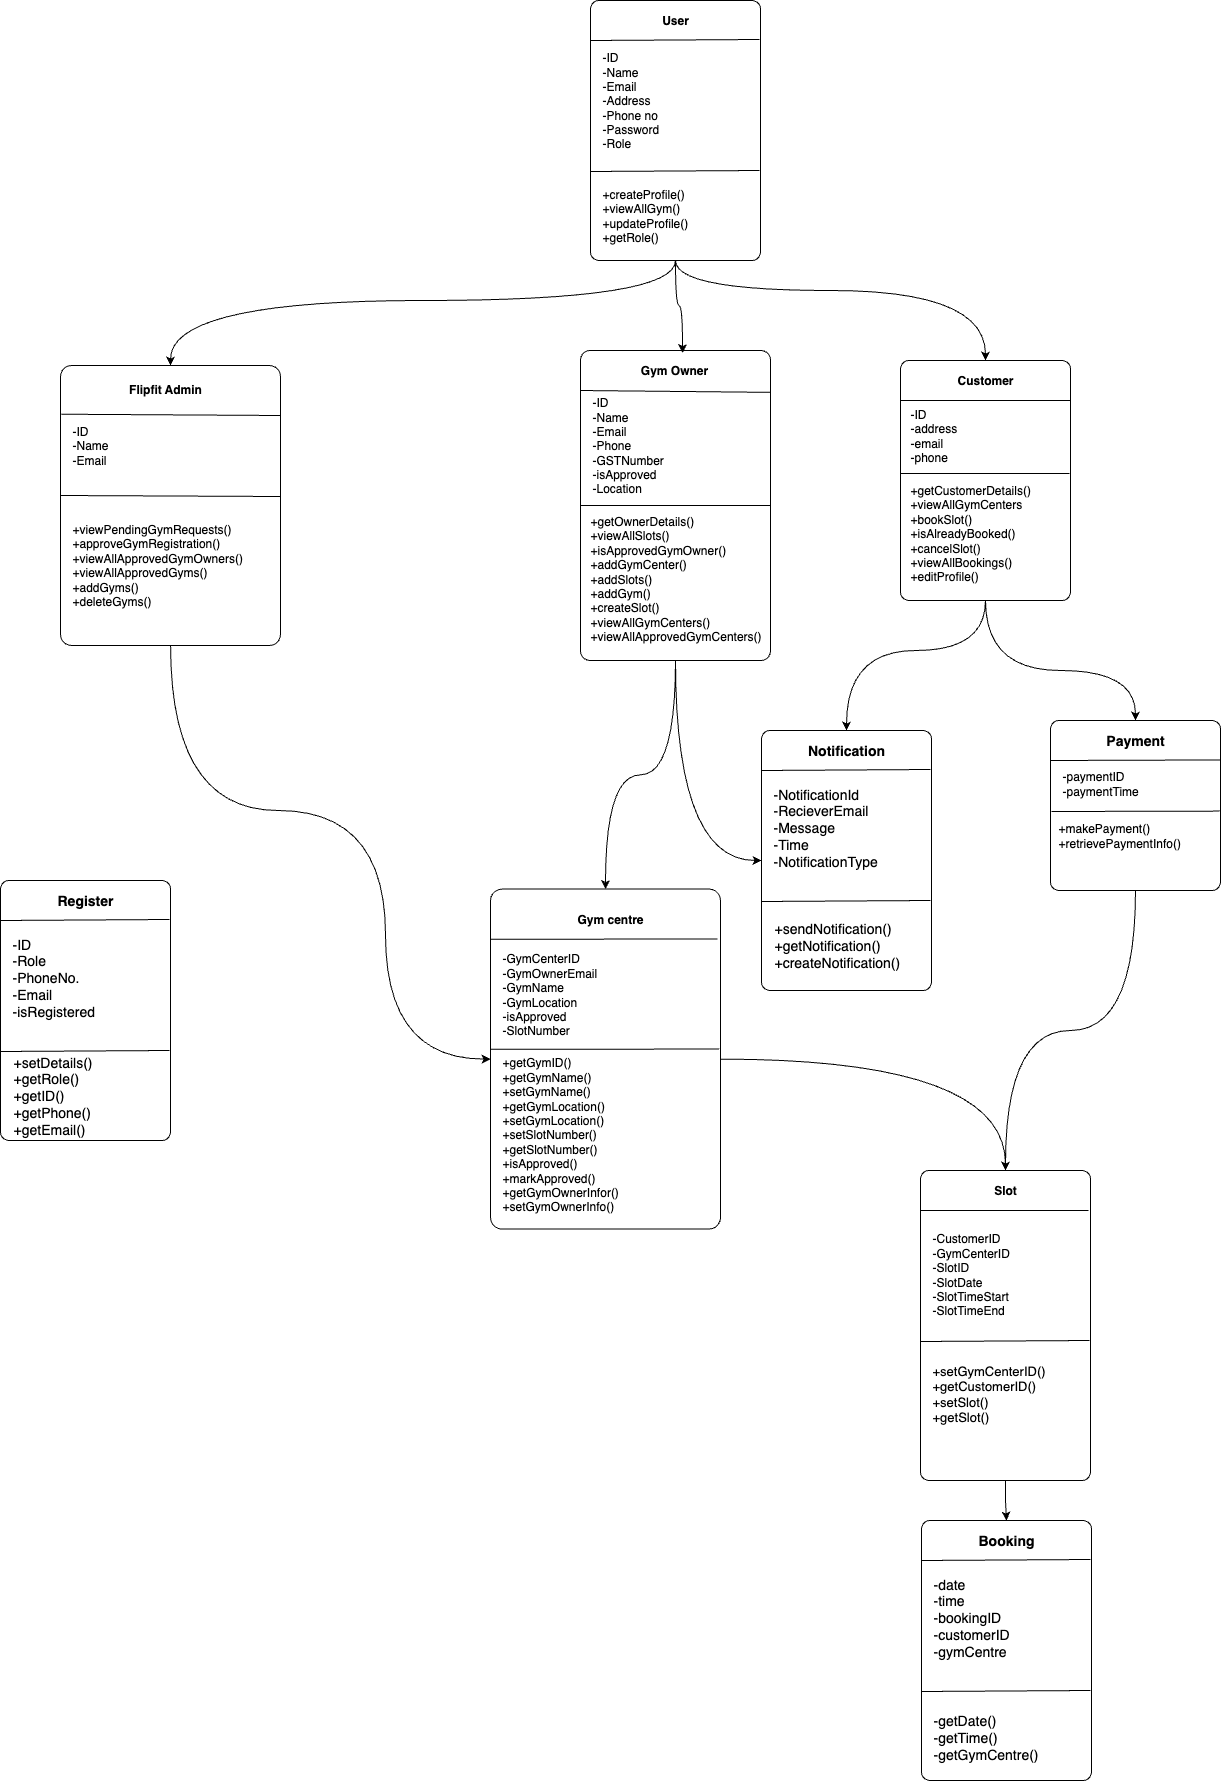 User
-ID
-Name
-Email
-Address
-Phone no
-Password
-Role
+createProfile()
+viewAllGym()
+updateProfile()
+getRole()
Flipfit Admin
-ID
-Name
-Email
+viewPendingGymRequests()
+approveGymRegistration()
+viewAllApprovedGymOwners()
+viewAllApprovedGyms()
+addGyms()
+deleteGyms()
Gym Owner
-ID
-Name
-Email
-Phone
-GSTNumber
-isApproved
-Location
+getOwnerDetails()
+viewAllSlots()
+isApprovedGymOwner()
+addGymCenter()
+addSlots()
+addGym()
+createSlot()
+viewAllGymCenters()
+viewAllApprovedGymCenters()
Customer
-ID
-address
-email
-phone
+getCustomerDetails()
+viewAllGymCenters
+bookSlot()
+isAlreadyBooked()
+cancelSlot()
+viewAllBookings()
+editProfile()
Notification
-NotificationId
-RecieverEmail
-Message
-Time
-NotificationType
+sendNotification()
+getNotification()
+createNotification()
Payment
-paymentID
-paymentTime
+makePayment()
+retrievePaymentInfo()
Register
-ID
-Role
-PhoneNo.
-Email
-isRegistered
+setDetails()
+getRole()
+getID()
+getPhone()
+getEmail()
Gym centre
-GymCenterID
-GymOwnerEmail
-GymName
-GymLocation
-isApproved
-SlotNumber
+getGymID()
+getGymName()
+setGymName()
+getGymLocation()
+setGymLocation()
+setSlotNumber()
+getSlotNumber()
+isApproved()
+markApproved()
+getGymOwnerInfor()
+setGymOwnerInfo()
Slot
-CustomerID
-GymCenterID
-SlotID
-SlotDate
-SlotTimeStart
-SlotTimeEnd
+setGymCenterID()
+getCustomerID()
+setSlot()
+getSlot()
Booking
-date
-time
-bookingID
-customerID
-gymCentre
-getDate()
-getTime()
-getGymCentre()